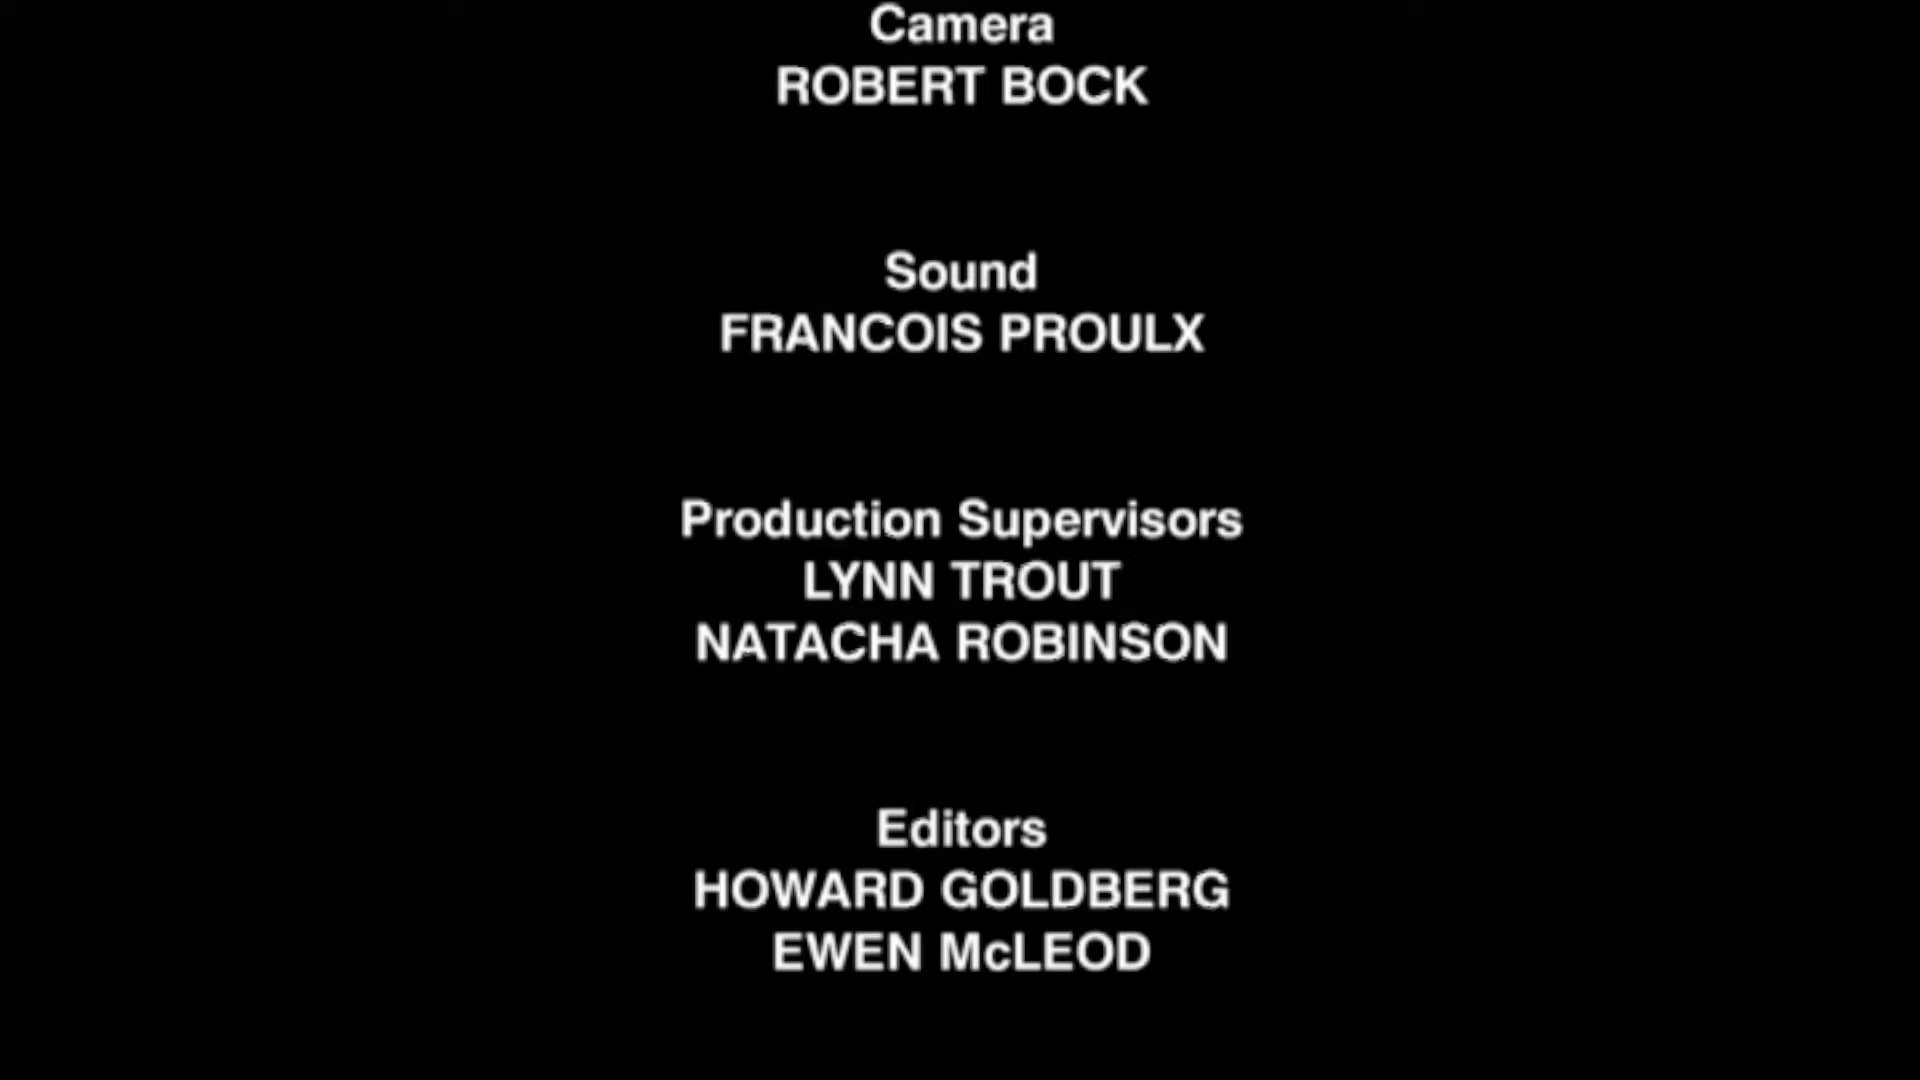 Camera
ROBERT BOCK
Sound
FRANCOIS PROULX
Production Supervisors
LYNN TROUT
NATACHA ROBINSON
Editors
HOWARD GOLDBERG
EWEN McLEOD